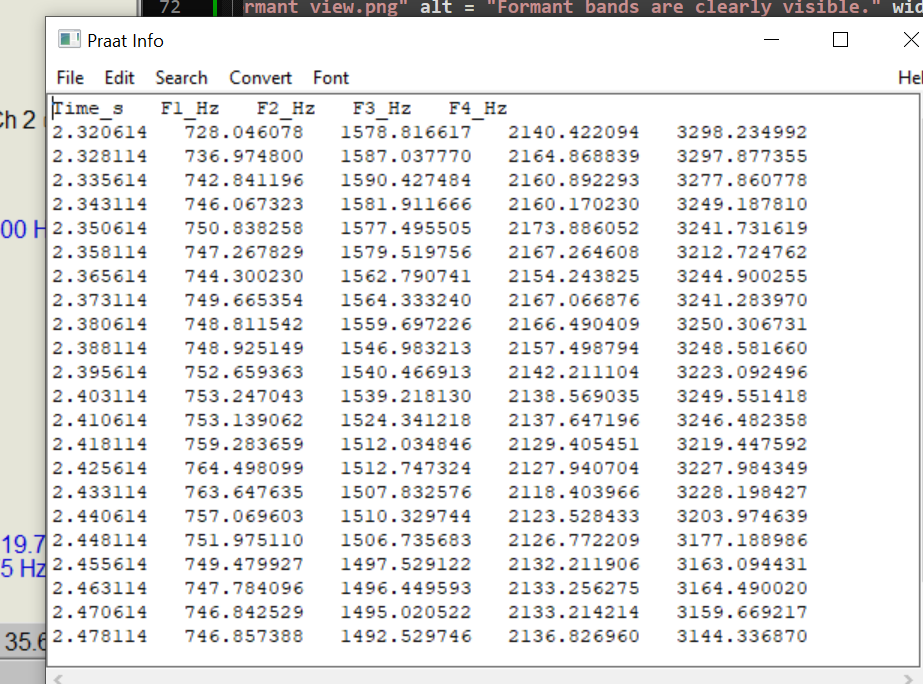 72 rmant view.png" alt = "Formant bands are clearly visible." wid
Praat Info
File Edit Search Convert Font Hel
Time_s F1_Hz F2_Hz F3_Hz F4_Hz
2.320614 728.046078 1578.816617 2140.422094 3298.234992
2.328114 736.974800 1587.037770 2164.868839 3297.877355
2.335614 742.841196 1590.427484 2160.892293 3277.860778
2.343114 746.067323 1581.911666 2160.170230 3249.187810
2.350614 750.838258 1577.495505 2173.886052 3241.731619
2.358114 747.267829 1579.519756 2167.264608 3212.724762
2.365614 744.300230 1562.790741 2154.243825 3244.900255
2.373114 749.665354 1564.333240 2167.066876 3241.283970
2.380614 748.811542 1559.697226 2166.490409 3250.306731
2.388114 748.925149 1546.983213 2157.498794 3248.581660
2.395614 752.659363 1540.466913 2142.211104 3223.092496
2.403114 753.247043 1539.218130 2138.569035 3249.551418
2.410614 753.139062 1524.341218 2137.647196 3246.482358
2.418114 759.283659 1512.034846 2129.405451 3219.447592
2.425614 764.498099 1512.747324 2127.940704 3227.984349
2.433114 763.647635 1507.832576 2118.403966 3228.198427
2.440614 757.069603 1510.329744 2123.528433 3203.974639
2.448114 751.975110 1506.735683 2126.772209 3177.188986
2.455614 749.479927 1497.529122 2132.211906 3163.094431
2.463114 747.784096 1496.449593 2133.256275 3164.490020
2.470614 746.842529 1495.020522 2133.214214 3159.669217
2.478114 746.857388 1492.529746 2136.826960 3144.336870
Ch 2
00 H
19.7
5 Hz
35.6